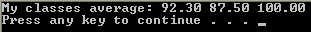 My classes average: 92.30 87.50 100.00
Press any key to continue . . .